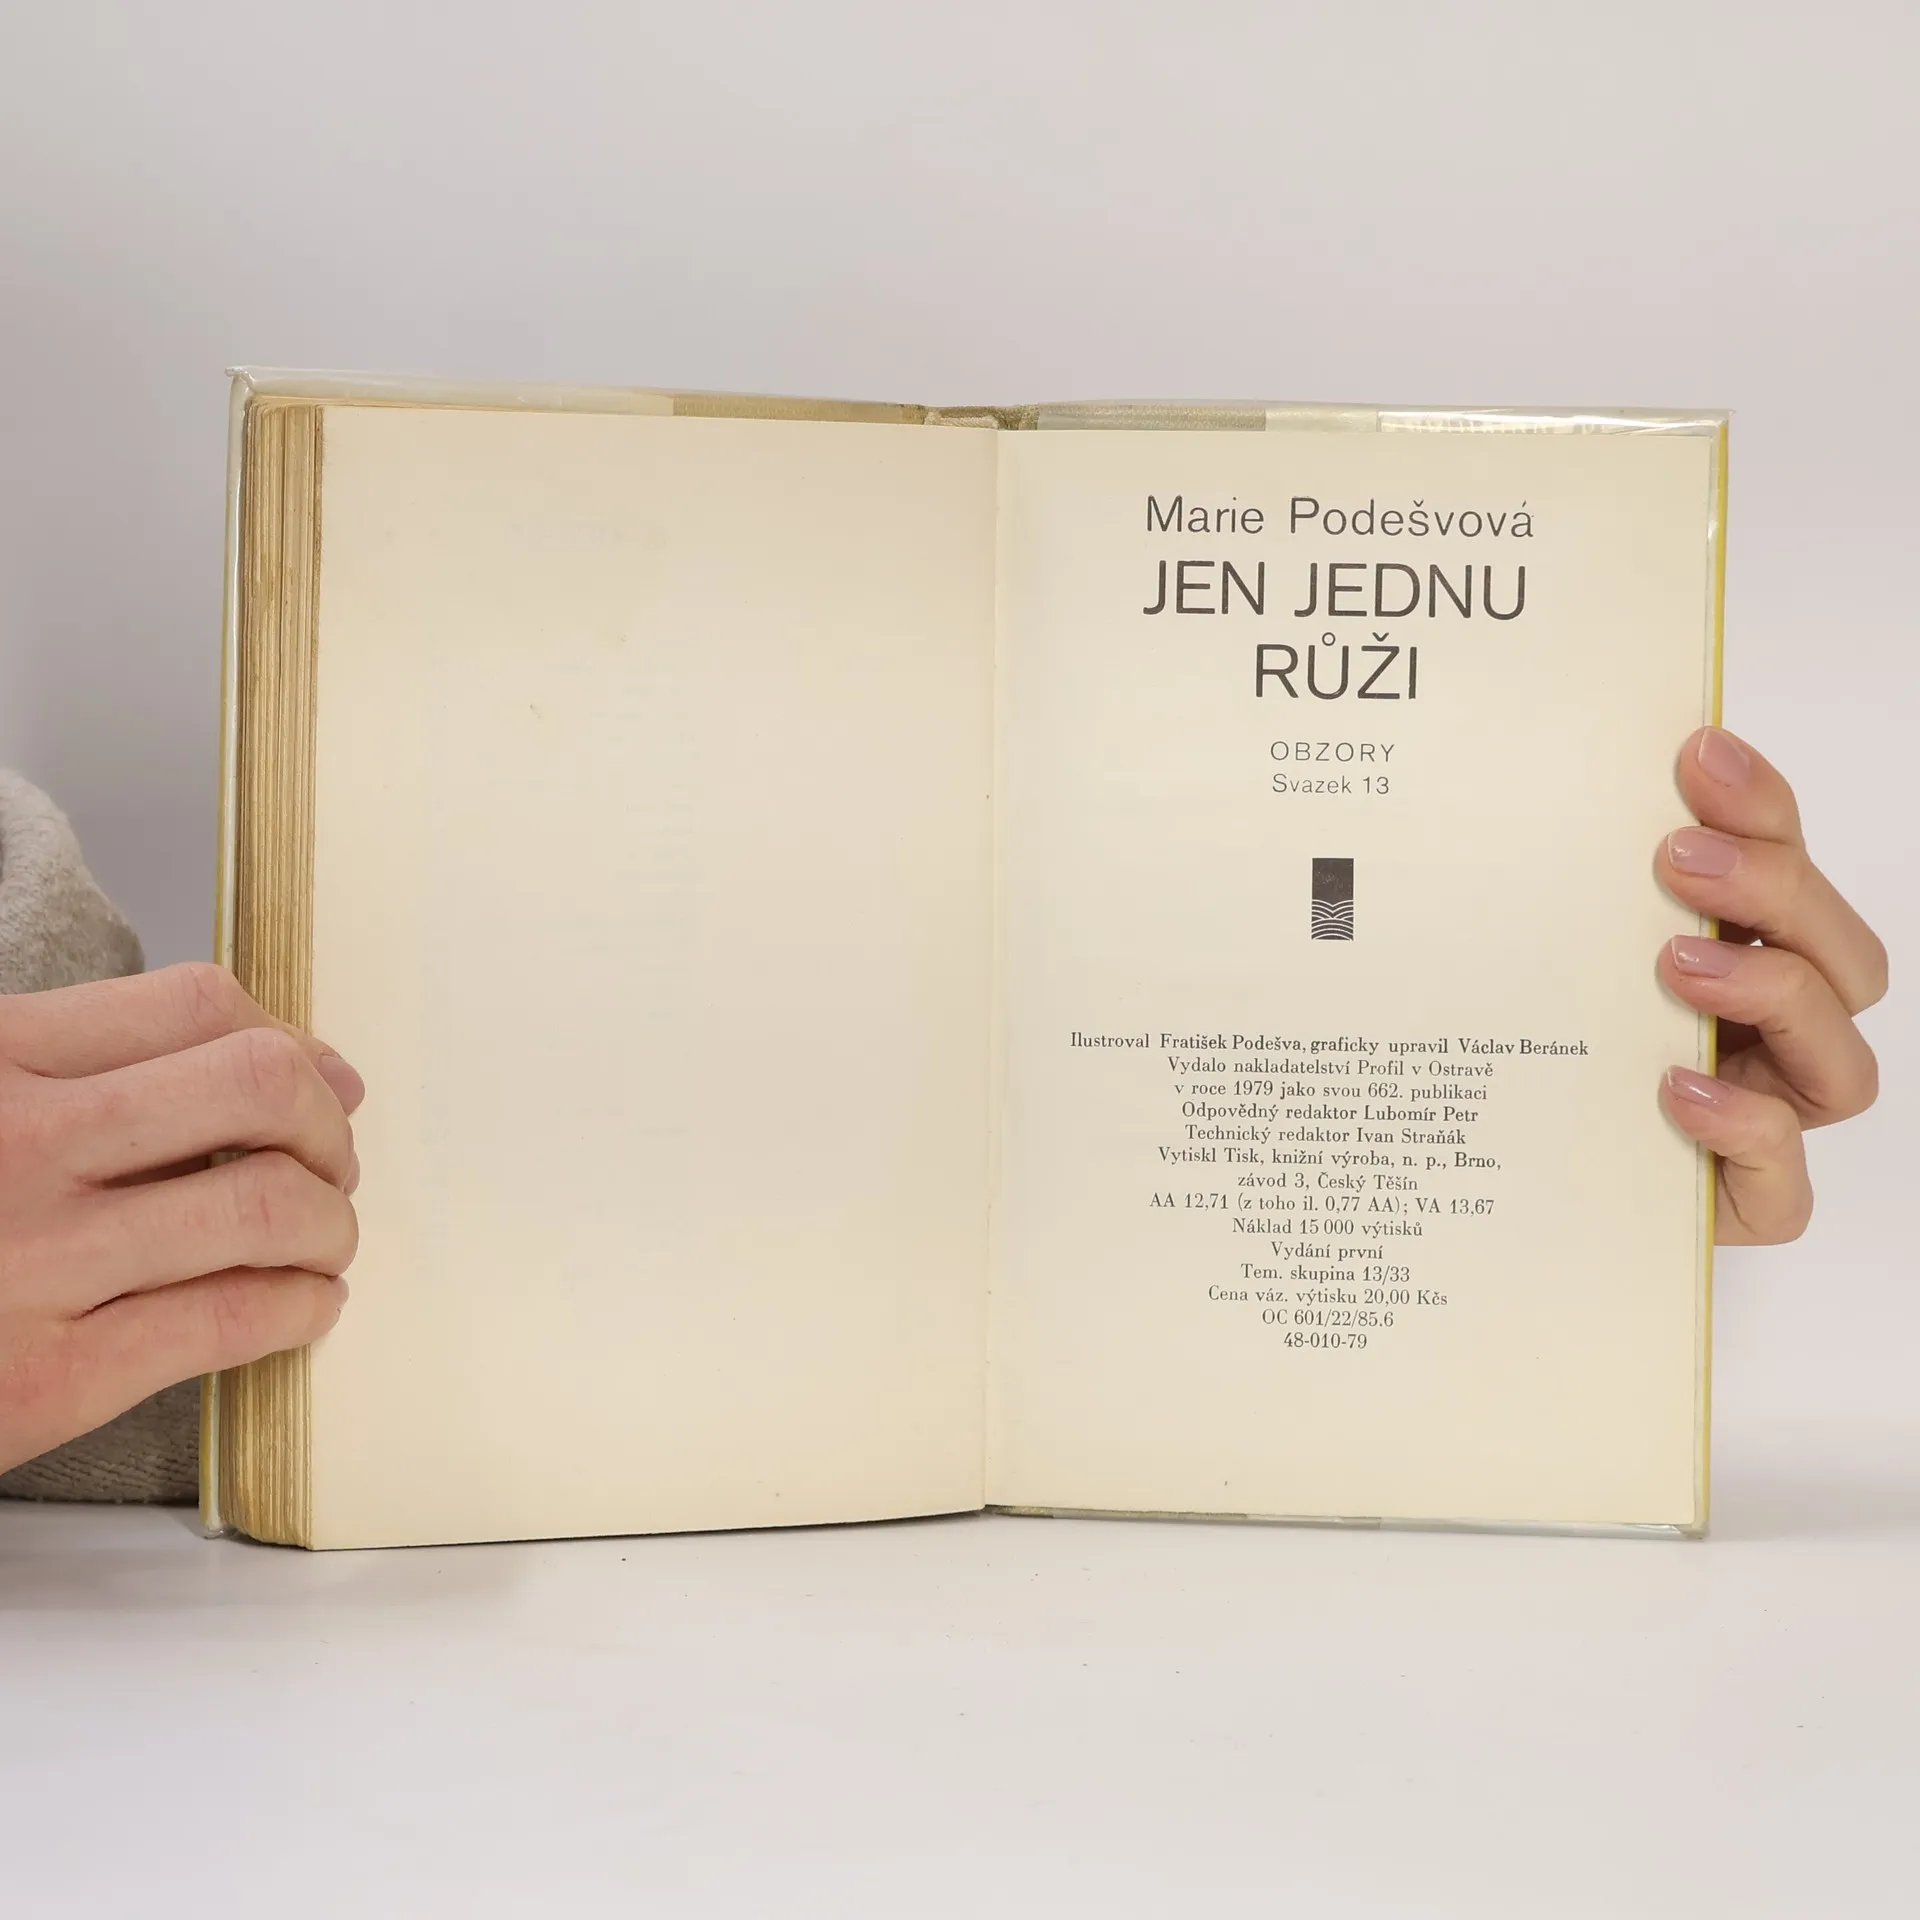 Marie Podešvová
JEN JEDNU
RŮŽI
OBZORY
Svazek 13
Ilustroval Fratišek Podešva, graficky upravil Václav Beránek
Vydalo nakladatelství Profil v Ostravě
v roce 1979 jako svou 662. publikaci
Odpovědný redaktor Lubomír Petr
Technický redaktor Ivan Straňák
Vytiskl Tisk, knižní výroba, n. p., Brno,
závod 3, Český Těšín
AA 12,71 (z toho il. 0,77 AA); VA 13,67
Náklad 15 000 výtisků
Vydání první
Tem. skupina 13/33
Cena váz. výtisku 20,00 Kčs
OC 601/22/85.6
48-010-79